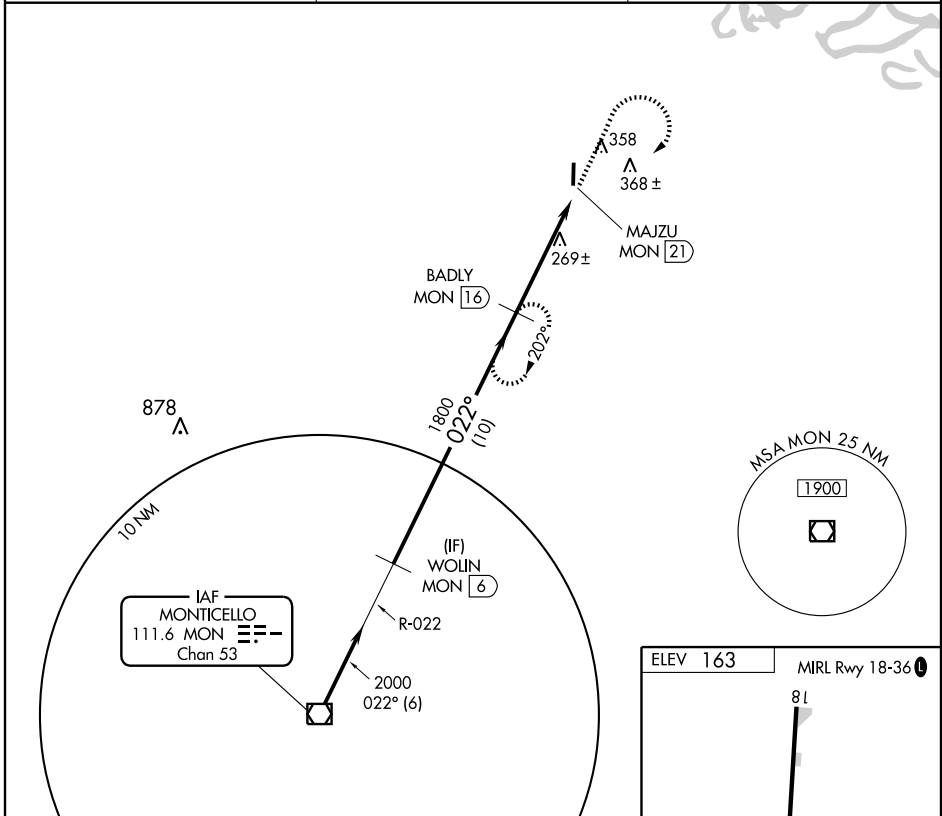 358
368 ±
MAJZU
MON 21
269±
BADLY
MON 16
202°
1800
022°
(10)
878
10 NM
MSA MON 25 NM
1900
(IF)
WOLIN
MON 6
IAF
MONTICELLO
111.6 MON
Chan 53
R-022
2000
022° (6)
ELEV 163
MIRL Rwy 18-36 L
18